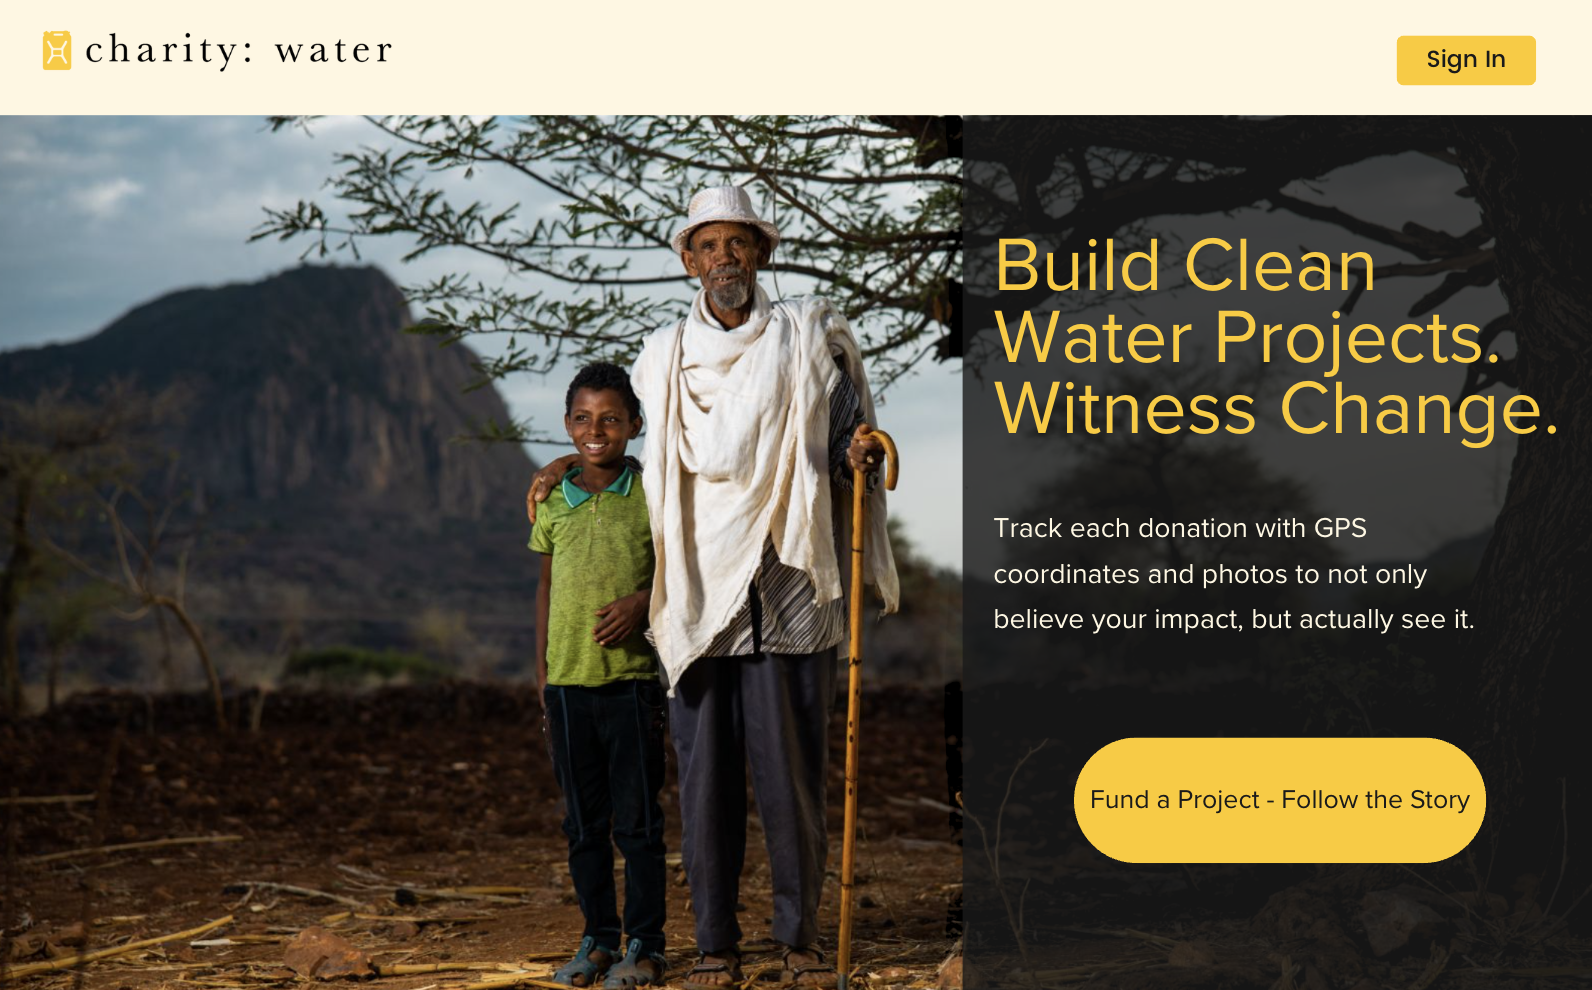 charity: water
Sign In
Build Clean
Water Projects.
Witness Change.
Track each donation with GPS
coordinates and photos to not only
believe your impact, but actually see it.
Fund a Project - Follow the Story